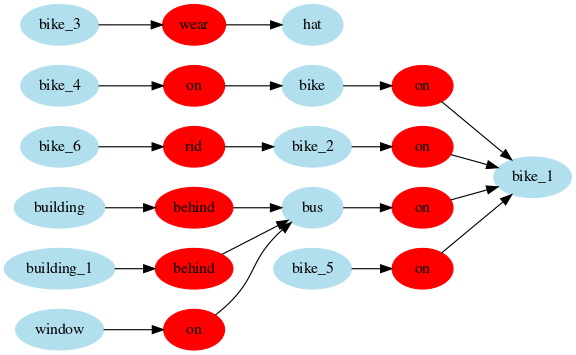 bike_3 wear hat
bike_4 on bike on
bike_6 rid bike_2 on
bike_1
building behind bus on
building_1 behind bike_5 on
window on